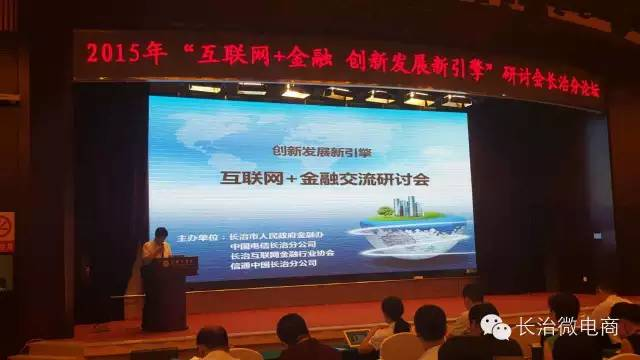 2015年“互联网+金融 创新发展新引擎”研讨会长治分论坛
创新发展新引擎
互联网+金融交流研讨会
主办单位：长治市人民政府金融办
中国电信长治分公司
长治互联网金融行业协会
信通中国长治分公司
长治微电商